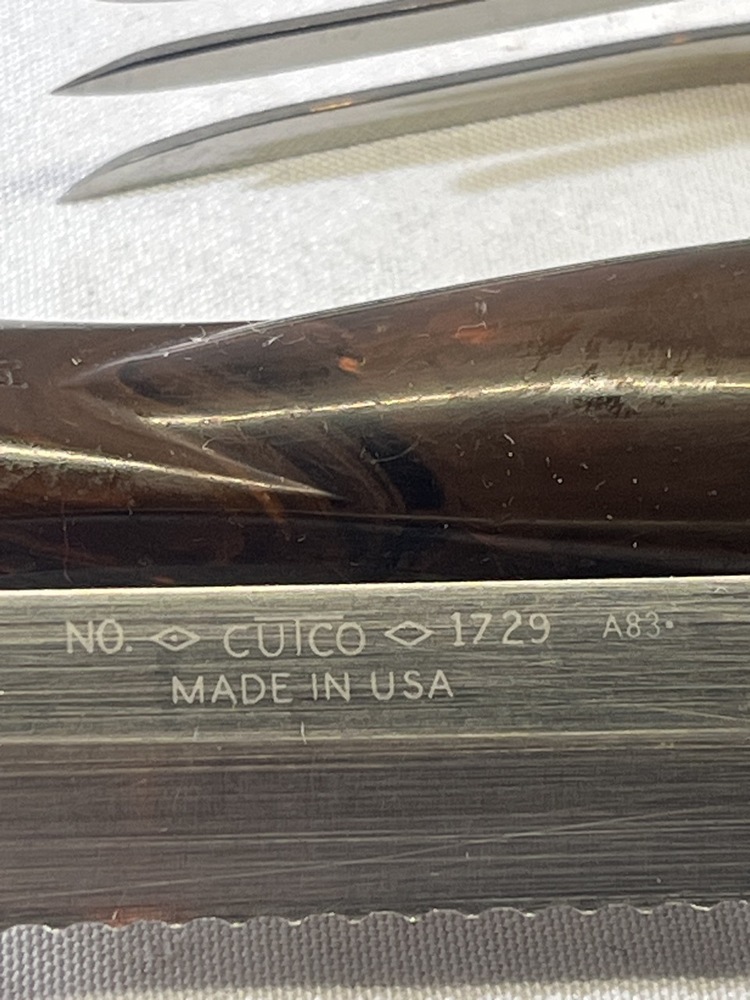 NO. ◇ CUTCO ◇ 1729 A83·
MADE IN USA